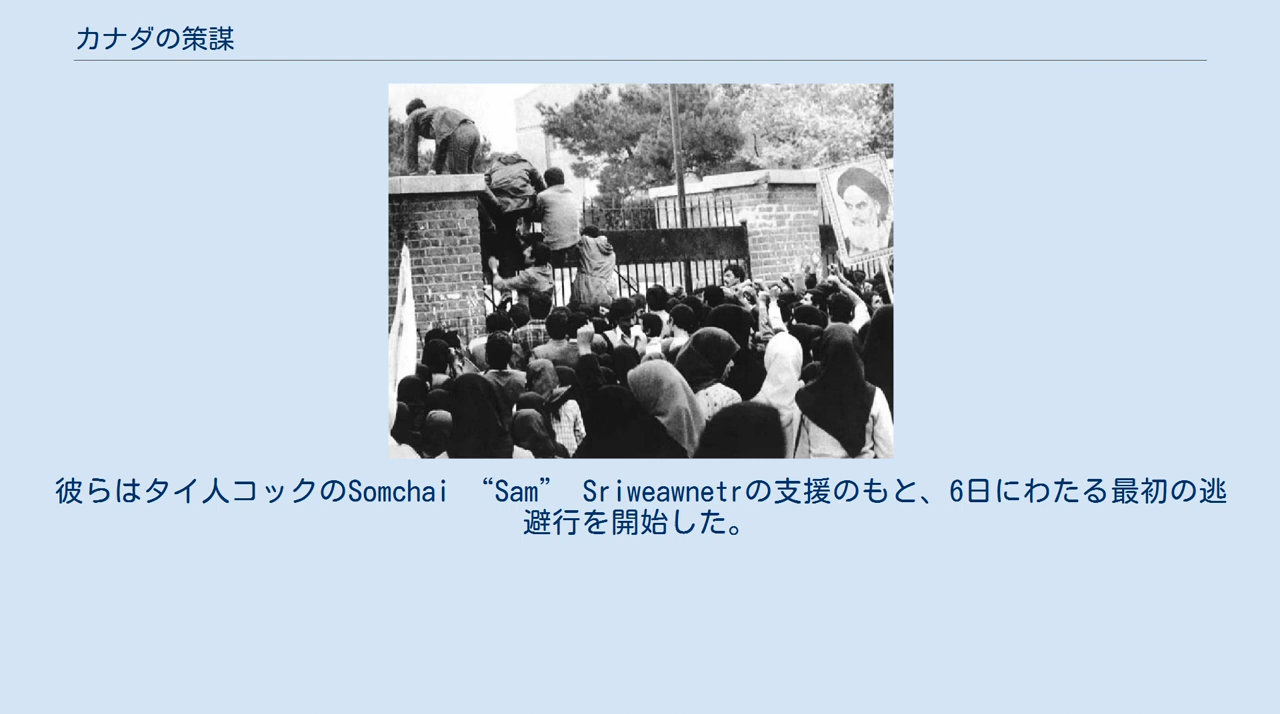 カナダの策謀
彼らはタイ人コックのSomchai “Sam” Sriweawnetrの支援のもと、6日にわたる最初の逃
避行を開始した。